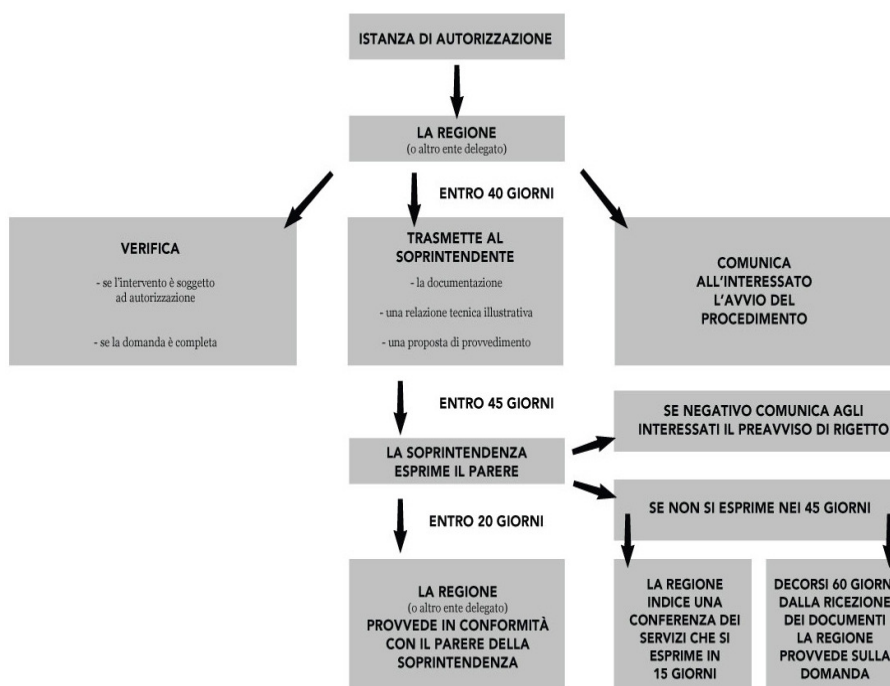 ISTANZA DI AUTORIZZAZIONE
LA REGIONE
(o altro ente delegato)
ENTRO 40 GIORNI
VERIFICA
- se l'intervento è soggetto
ad autorizzazione
- se la domanda è completa
TRASMETTE AL
SOPRINTENDENTE
- la documentazione
- una relazione tecnica illustrativa
- una proposta di provvedimento
COMUNICA
ALL'INTERESSATO
L'AVVIO DEL
PROCEDIMENTO
ENTRO 45 GIORNI
LA SOPRINTENDENZA
ESPRIME IL PARERE
SE NEGATIVO COMUNICA AGLI
INTERESSATI IL PREAVVISO DI RIGETTO
SE NON SI ESPRIME NEI 45 GIORNI
ENTRO 20 GIORNI
LA REGIONE
(o altro ente delegato)
PROVVEDE IN CONFORMITÀ
CON IL PARERE DELLA
SOPRINTENDENZA
LA REGIONE
INDICE UNA
CONFERENZA DEI
SERVIZI CHE SI
ESPRIME IN
15 GIORNI
DECORSI 60 GIORN
DALLA RICEZIONE
DEI DOCUMENTI
LA REGIONE
PROVVEDE SULLA
DOMANDA